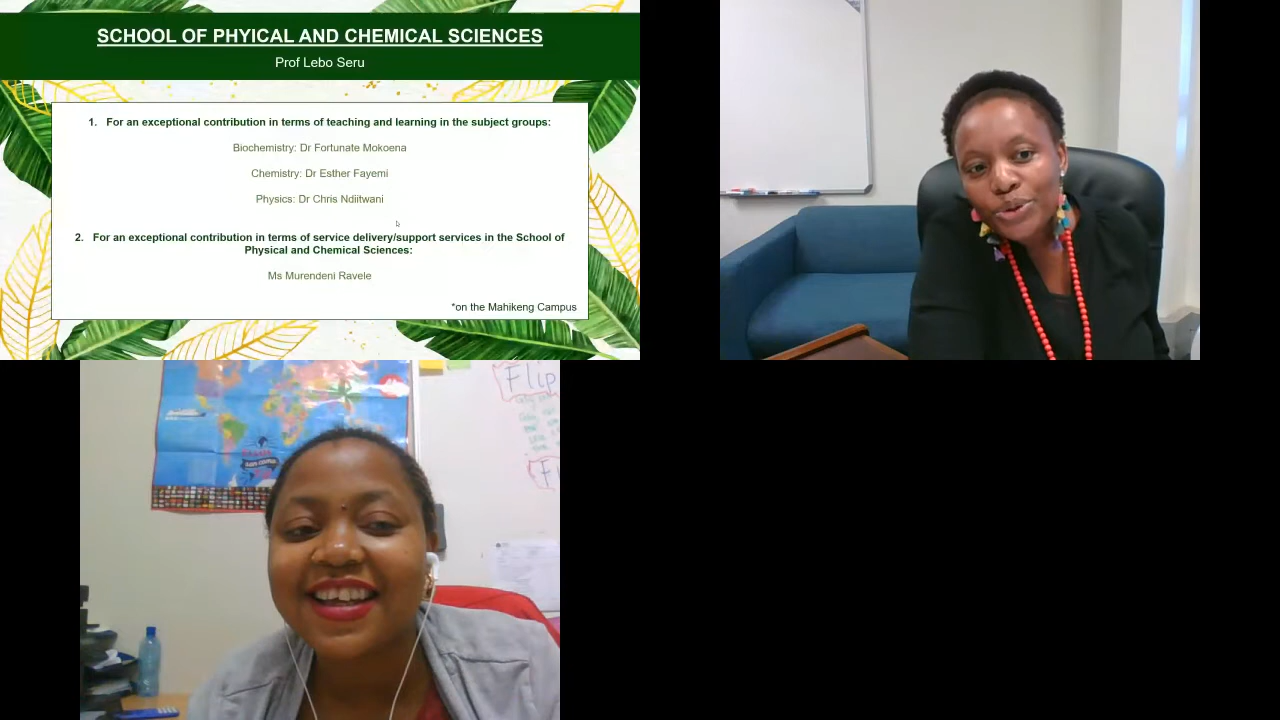 SCHOOL OF PHYICAL AND CHEMICAL SCIENCES
Prof Lebo Seru
1. For an exceptional contribution in terms of teaching and learning in the subject groups:
Biochemistry: Dr Fortunate Mokoena
Chemistry: Dr Esther Fayemi
Physics: Dr Chris Ndiitwani
2. For an exceptional contribution in terms of service delivery/support services in the School of
Physical and Chemical Sciences:
Ms Murendeni Ravele
*on the Mahikeng Campus
Flip